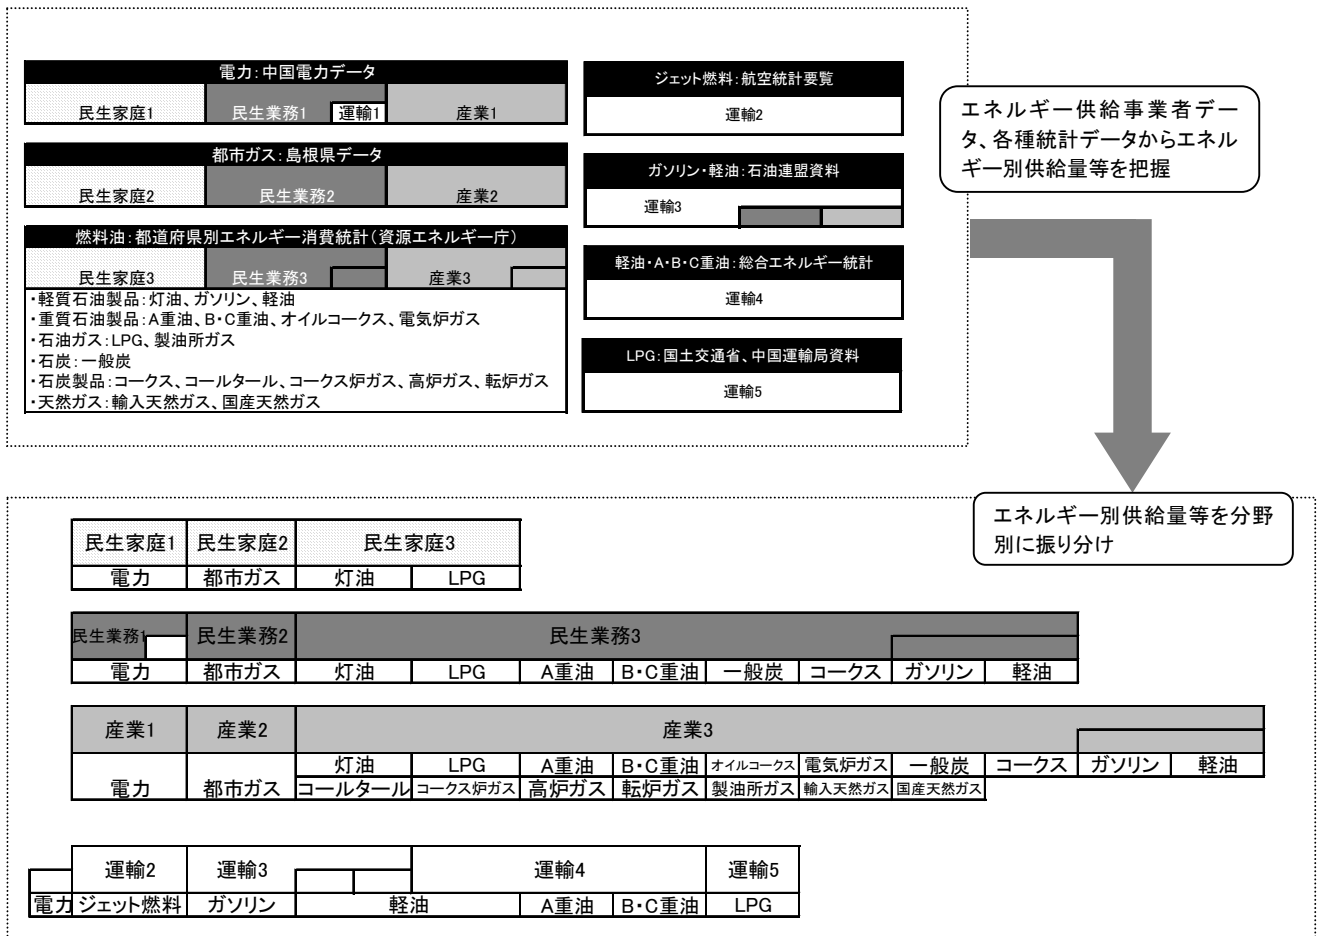 電力：中国電力データ
民生家庭1 民生業務1 運輸1 産業1
都市ガス：島根県データ
民生家庭2 民生業務2 産業2
燃料油：都道府県別エネルギー消費統計（資源エネルギー庁）
民生家庭3 民生業務3 産業3
・軽質石油製品：灯油、ガソリン、軽油
・重質石油製品：A重油、B・C重油、オイルコークス、電気炉ガス
・石油ガス：LPG、製油所ガス
・石炭：一般炭
・石炭製品：コークス、コールタール、コークス炉ガス、高炉ガス、転炉ガス
・天然ガス：輸入天然ガス、国産天然ガス
ジェット燃料：航空統計要覧
運輸2
ガソリン・軽油：石油連盟資料
運輸3
軽油・A・B・C重油：総合エネルギー統計
運輸4
LPG：国土交通省、中国運輸局資料
運輸5
エネルギー供給事業者デー
タ、各種統計データからエネル
ギー別供給量等を把握
エネルギー別供給量等を分野
別に振り分け
民生家庭1 民生家庭2 民生家庭3
電力 都市ガス 灯油 LPG
民生業務1 民生業務2 民生業務3
電力 都市ガス 灯油 LPG A重油 B・C重油 一般炭 コークス ガソリン 軽油
産業1 産業2 産業3
灯油 LPG A重油 B・C重油 オイルコークス 電気炉ガス 一般炭 コークス ガソリン 軽油
電力 都市ガス コールタール コークス炉ガス 高炉ガス 転炉ガス 製油所ガス 輸入天然ガス 国産天然ガス
運輸2 運輸3 運輸4 運輸5
電力 ジェット燃料 ガソリン 軽油 A重油 B・C重油 LPG